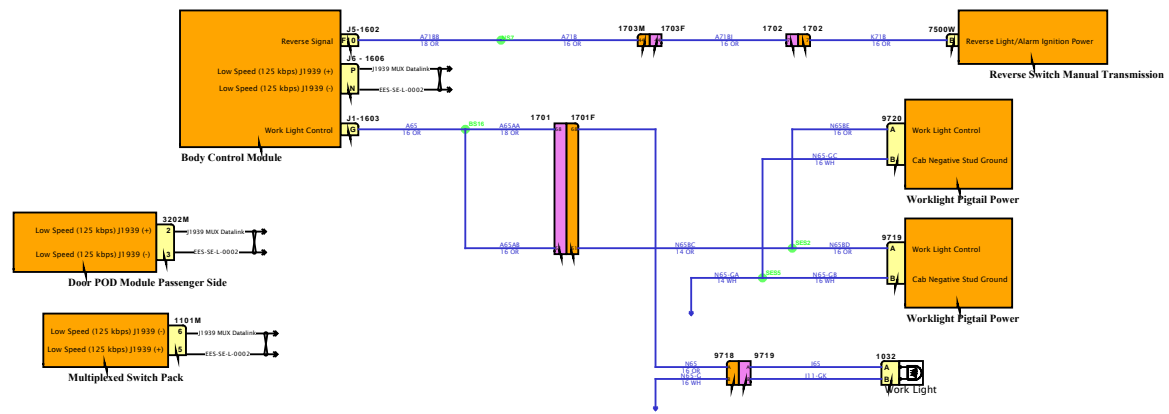 J5-1602
Reverse Signal
F
A718B
18 OR
A718
16 OR
1703M
1703F
A718J
16 OR
1702
1702
K718
16 OR
7500W
B
Reverse Light/Alarm Ignition Power
Reverse Switch Manual Transmission
J6 - 1606
Low Speed (125 kbps) J1939 (+)
P
J1939 MUX Datalink
Low Speed (125 kbps) J1939 (-)
N
EES-SE-L-0002
J1-1603
Work Light Control
G
A65
16 OR
A65AA
18 OR
1701
1701F
Body Control Module
A65AB
16 OR
N65BC
14 OR
N65BE
16 OR
N65-GC
16 WH
9720
A
Work Light Control
B
Cab Negative Stud Ground
Worklight Pigtail Power
N65BD
16 OR
9719
A
Work Light Control
N65-GA
14 WH
N65-GB
16 WH
B
Cab Negative Stud Ground
Worklight Pigtail Power
3202M
Low Speed (125 kbps) J1939 (+)
2
J1939 MUX Datalink
Low Speed (125 kbps) J1939 (-)
3
EES-SE-L-0002
Door POD Module Passenger Side
1101M
Low Speed (125 kbps) J1939 (-)
6
J1939 MUX Datalink
Low Speed (125 kbps) J1939 (+)
5
EES-SE-L-0002
Multiplexed Switch Pack
N65
16 OR
N65-G
16 WH
9718
9719
I65
I11-GK
1032
A
B
Work Light